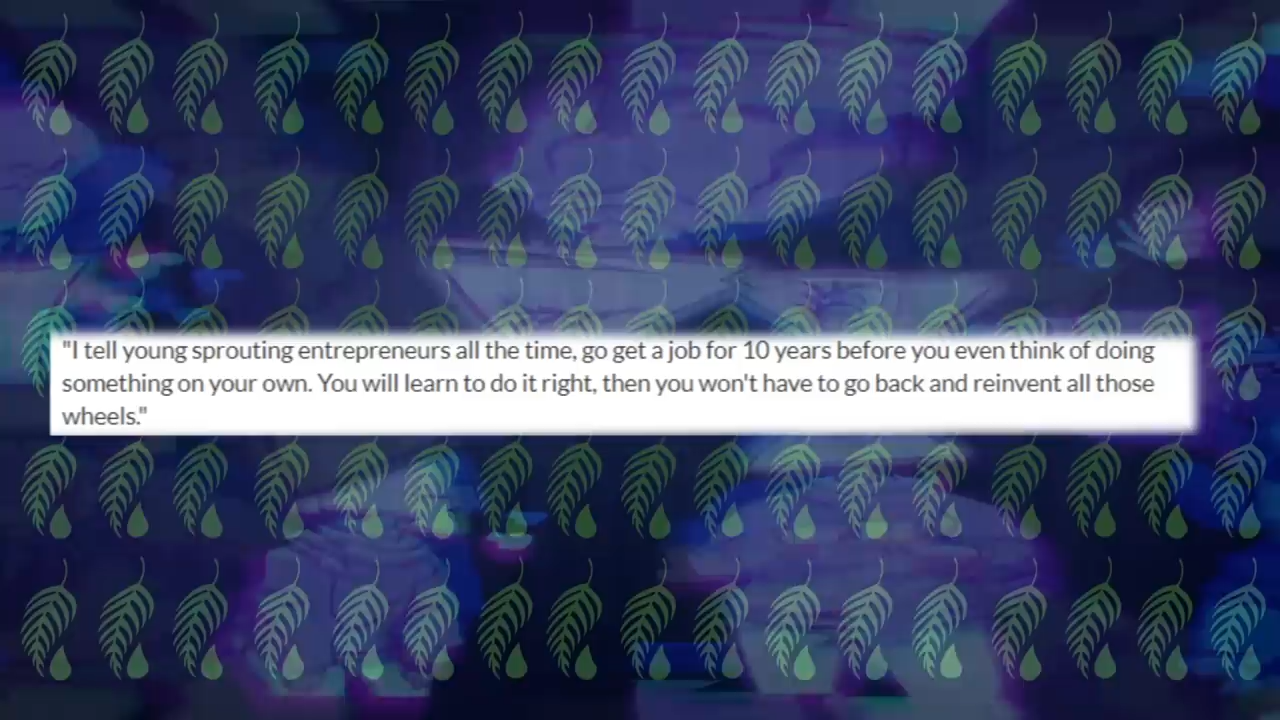 "I tell young sprouting entrepreneurs all the time, go get a job for 10 years before you even think of doing
something on your own. You will learn to do it right, then you won't have to go back and reinvent all those
wheels."